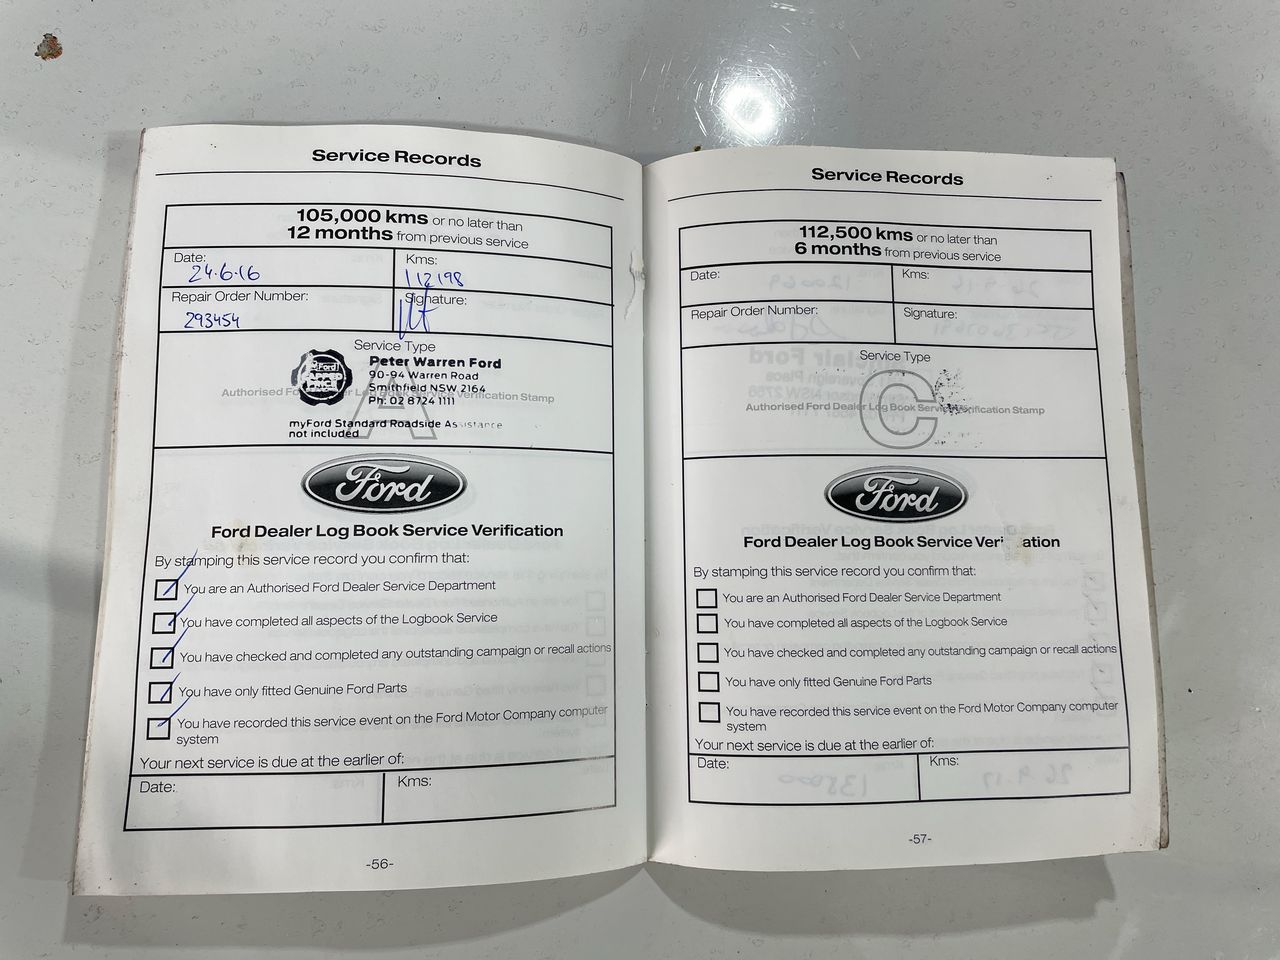 Service Records
105,000 kms or no later than
12 months from previous service
Date:
24.6.16
Kms:
112198
Repair Order Number:
293454
Signature:
Service Type
Peter Warren Ford
90-94 Warren Road
Smithfield NSW 2164
Ph: 02 8724 1111
Authorised Ford Dealer Log Book Service Verification Stamp
A
myFord Standard Roadside Assistance
not included
Ford
Ford Dealer Log Book Service Verification
By stamping this service record you confirm that:
You are an Authorised Ford Dealer Service Department
You have completed all aspects of the Logbook Service
You have checked and completed any outstanding campaign or recall actions
You have only fitted Genuine Ford Parts
You have recorded this service event on the Ford Motor Company computer
system
Your next service is due at the earlier of:
Date:
Kms:
-56-
Service Records
112,500 kms or no later than
6 months from previous service
Date:
Kms:
Repair Order Number:
Signature:
Service Type
C
Authorised Ford Dealer Log Book Service Verification Stamp
Ford
Ford Dealer Log Book Service Verification
By stamping this service record you confirm that:
You are an Authorised Ford Dealer Service Department
You have completed all aspects of the Logbook Service
You have checked and completed any outstanding campaign or recall actions
You have only fitted Genuine Ford Parts
You have recorded this service event on the Ford Motor Company computer
system
Your next service is due at the earlier of:
Date:
Kms:
-57-